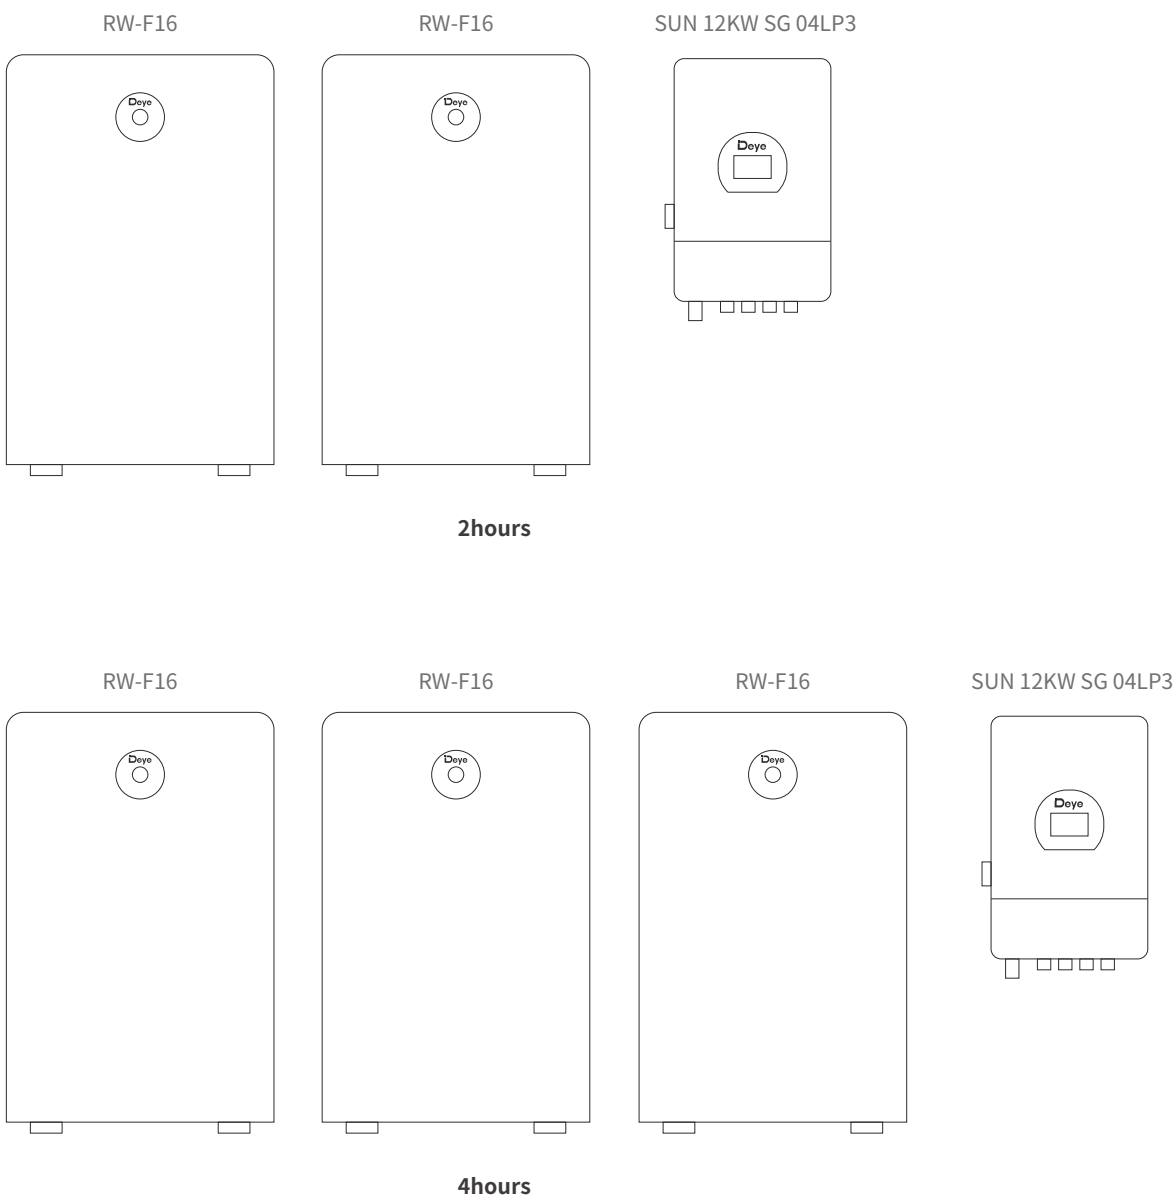 RW-F16 RW-F16 SUN 12KW SG 04LP3
Deye Deye Deye
2hours
RW-F16 RW-F16 RW-F16 SUN 12KW SG 04LP3
Deye Deye Deye Deye
4hours